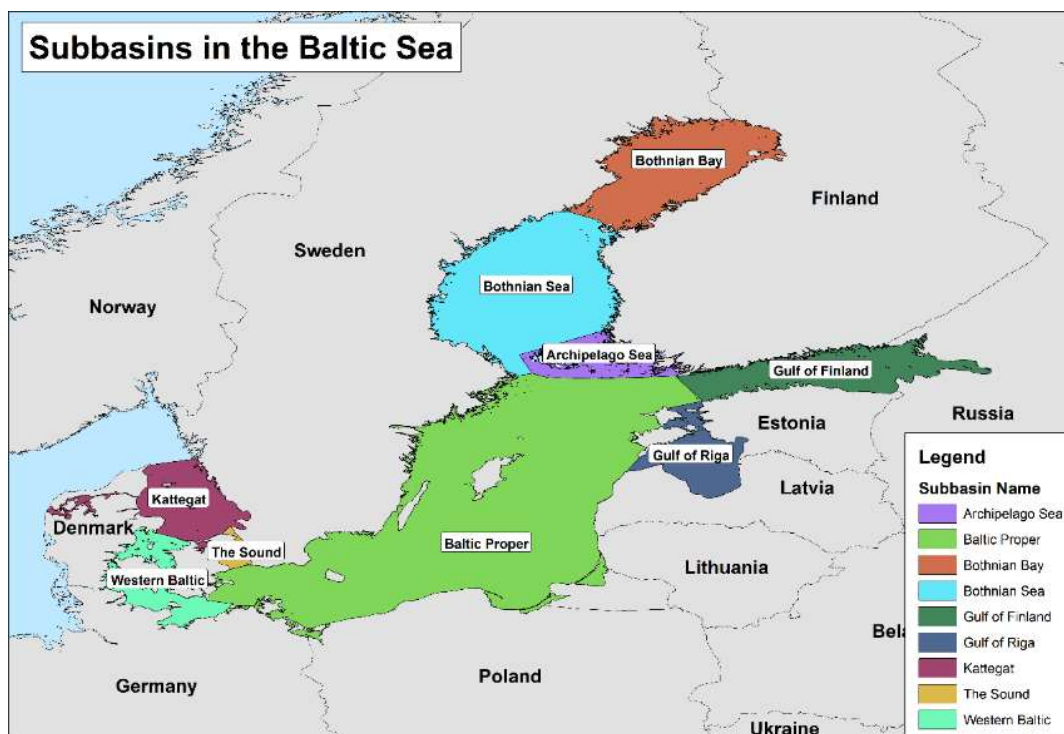 Subbasins in the Baltic Sea
Bothnian Bay
Finland
Sweden
Bothnian Sea
Norway
Archipelago Sea
Gulf of Finland
Russia
Estonia
Gulf of Riga
Latvia
Kattegat
Denmark
The Sound
Baltic Proper
Lithuania
Western Baltic
Germany
Poland
Bela
Ukraine
Legend
Subbasin Name
Archipelago Sea
Baltic Proper
Bothnian Bay
Bothnian Sea
Gulf of Finland
Gulf of Riga
Kattegat
The Sound
Western Baltic